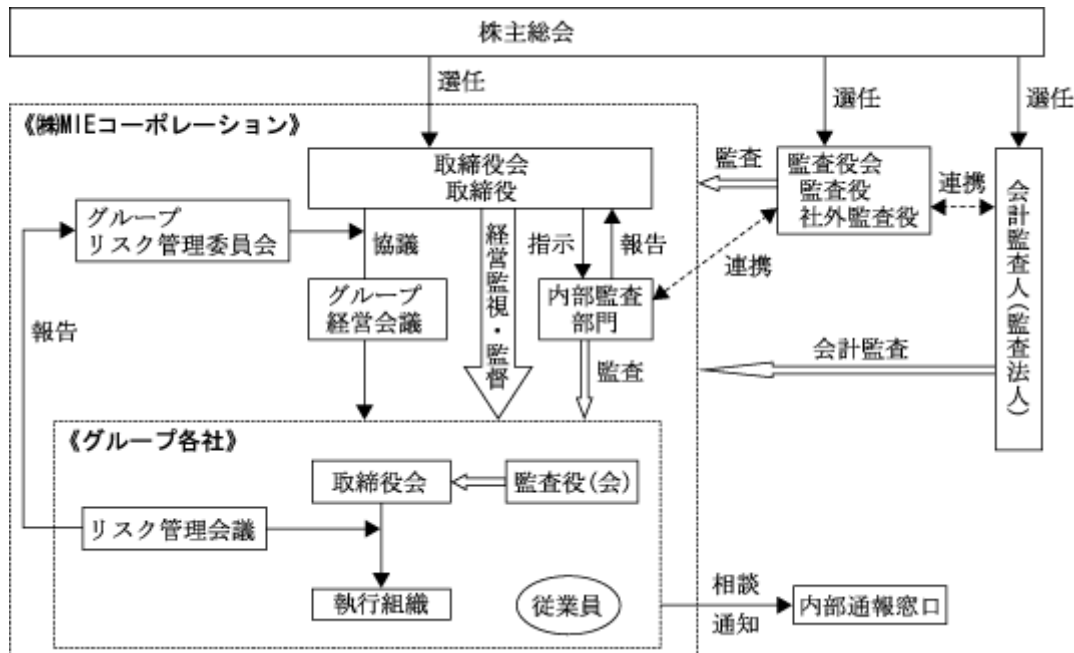 株主総会
選任
選任
選任
《㈱MIEコーポレーション》
取締役会
取締役
監査
監査役会
監査役
社外監査役
連携
会計監査人(監査法人)
グループ
リスク管理委員会
協議
経営監視・監督
指示
報告
連携
グループ
経営会議
内部監査
部門
報告
監査
会計監査
《グループ各社》
取締役会
監査役(会)
リスク管理会議
執行組織
従業員
相談
通知
内部通報窓口